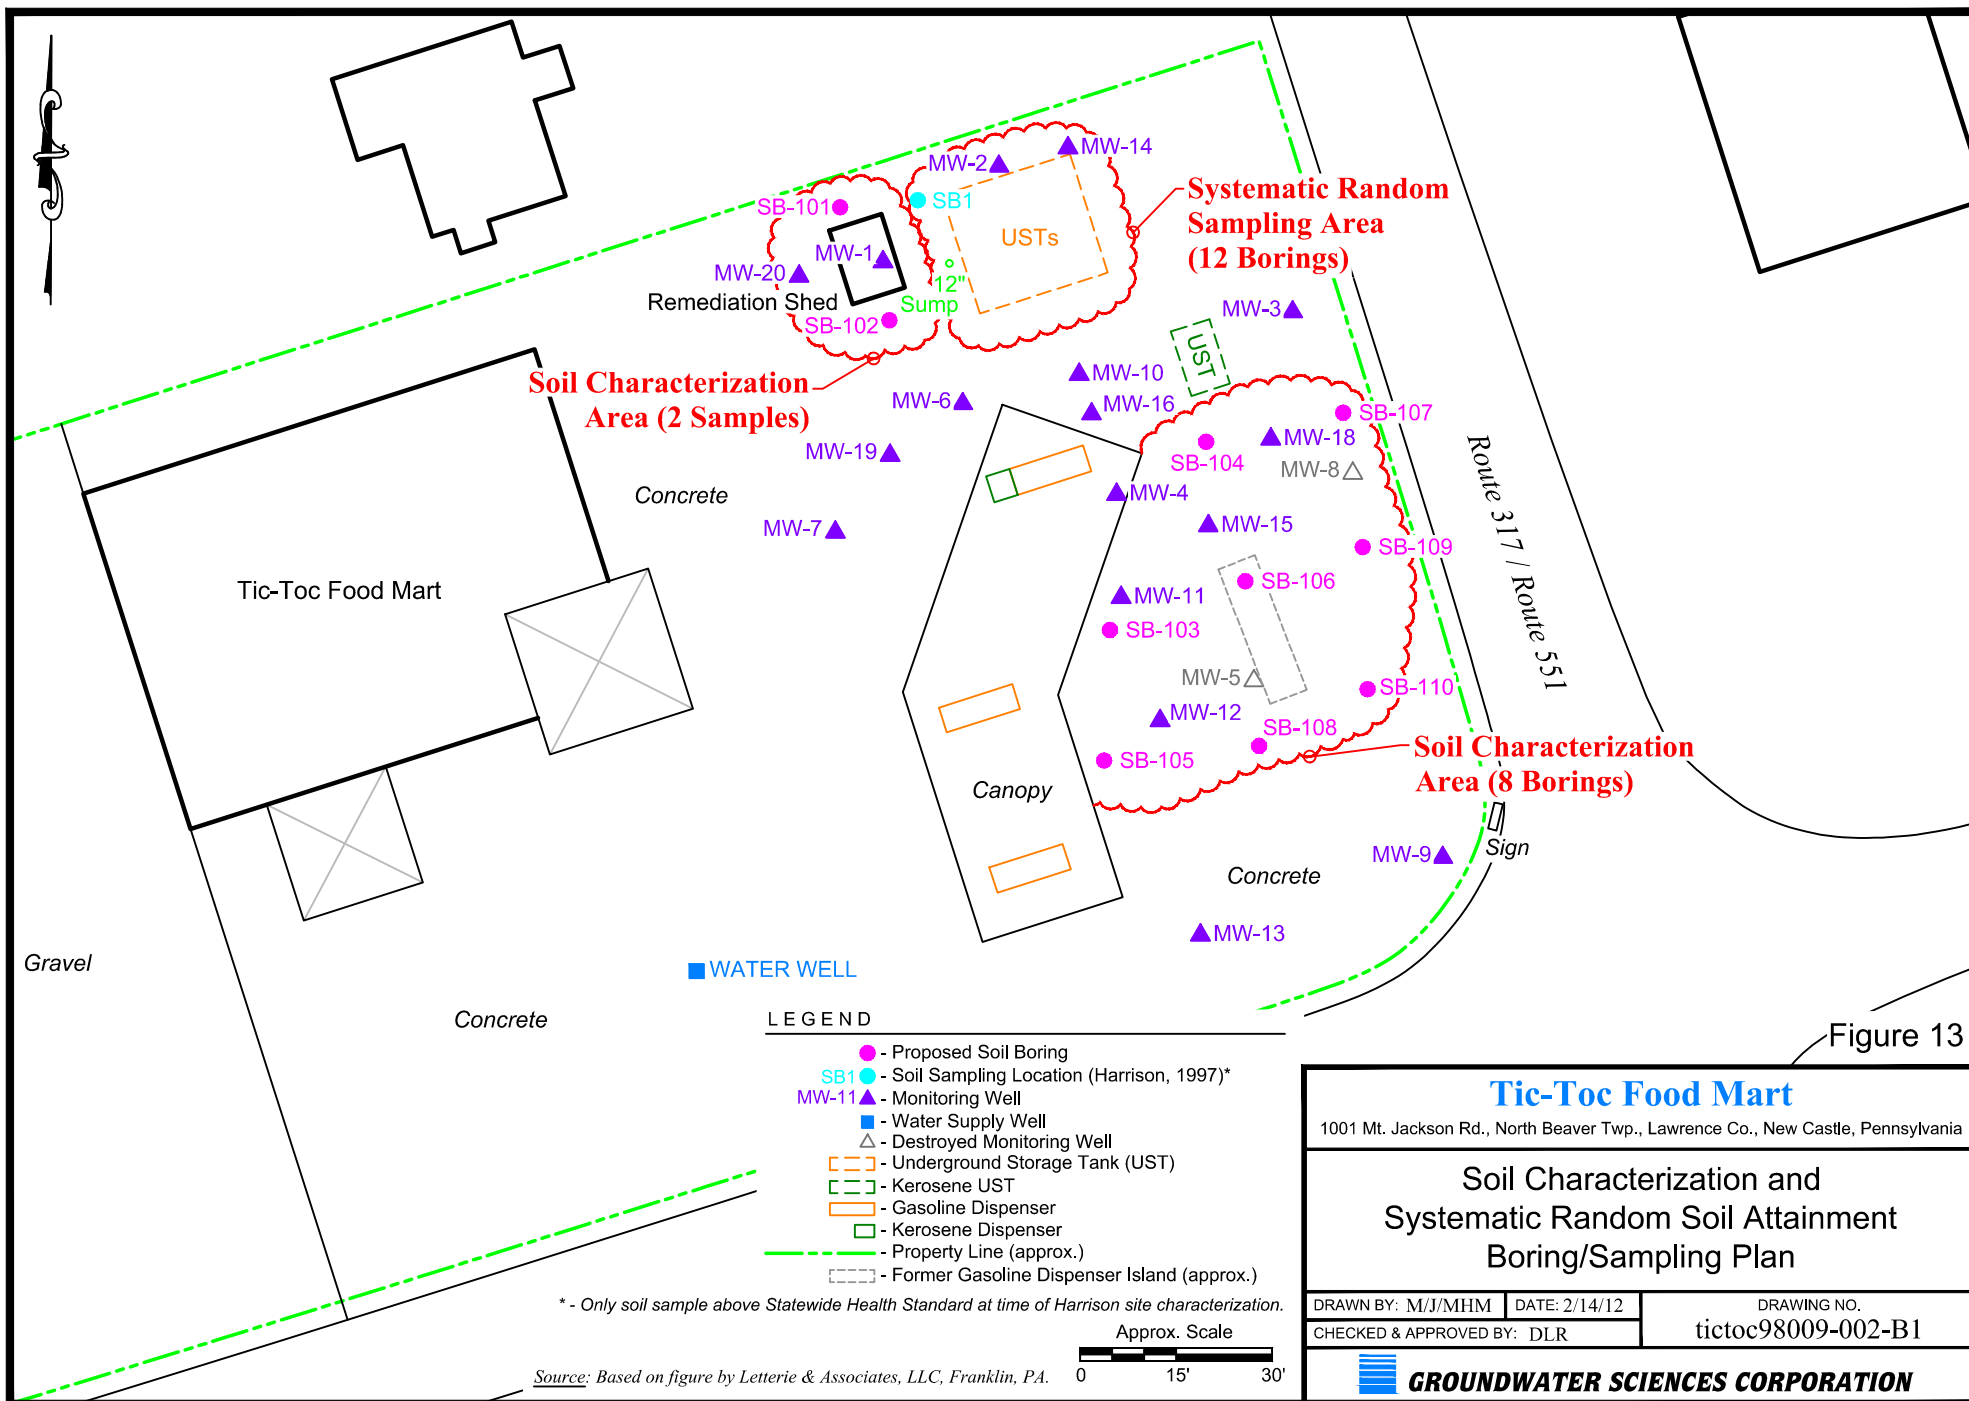 MW-14
MW-2
SB-101
SB1
Systematic Random
Sampling Area
(12 Borings)
USTs
MW-1
MW-20
12"
Sump
Remediation Shed
SB-102
MW-3
UST
Soil Characterization
Area (2 Samples)
MW-10
MW-6
MW-16
SB-107
MW-19
MW-18
SB-104
MW-8
Concrete
MW-4
MW-7
MW-15
Route 317 / Route 551
SB-109
Tic-Toc Food Mart
SB-106
MW-11
SB-103
MW-5
SB-110
MW-12
SB-108
SB-105
Soil Characterization
Area (8 Borings)
Canopy
Sign
MW-9
Concrete
MW-13
Gravel
WATER WELL
Concrete
LEGEND
- Proposed Soil Boring
SB1 - Soil Sampling Location (Harrison, 1997)*
MW-11 - Monitoring Well
- Water Supply Well
- Destroyed Monitoring Well
- Underground Storage Tank (UST)
- Kerosene UST
- Gasoline Dispenser
- Kerosene Dispenser
- Property Line (approx.)
- Former Gasoline Dispenser Island (approx.)
* - Only soil sample above Statewide Health Standard at time of Harrison site characterization.
Approx. Scale
0 15' 30'
Source: Based on figure by Letterie & Associates, LLC, Franklin, PA.
Figure 13
Tic-Toc Food Mart
1001 Mt. Jackson Rd., North Beaver Twp., Lawrence Co., New Castle, Pennsylvania
Soil Characterization and
Systematic Random Soil Attainment
Boring/Sampling Plan
DRAWN BY: M/J/MHM DATE: 2/14/12
CHECKED & APPROVED BY: DLR
DRAWING NO.
tictoc98009-002-B1
GROUNDWATER SCIENCES CORPORATION